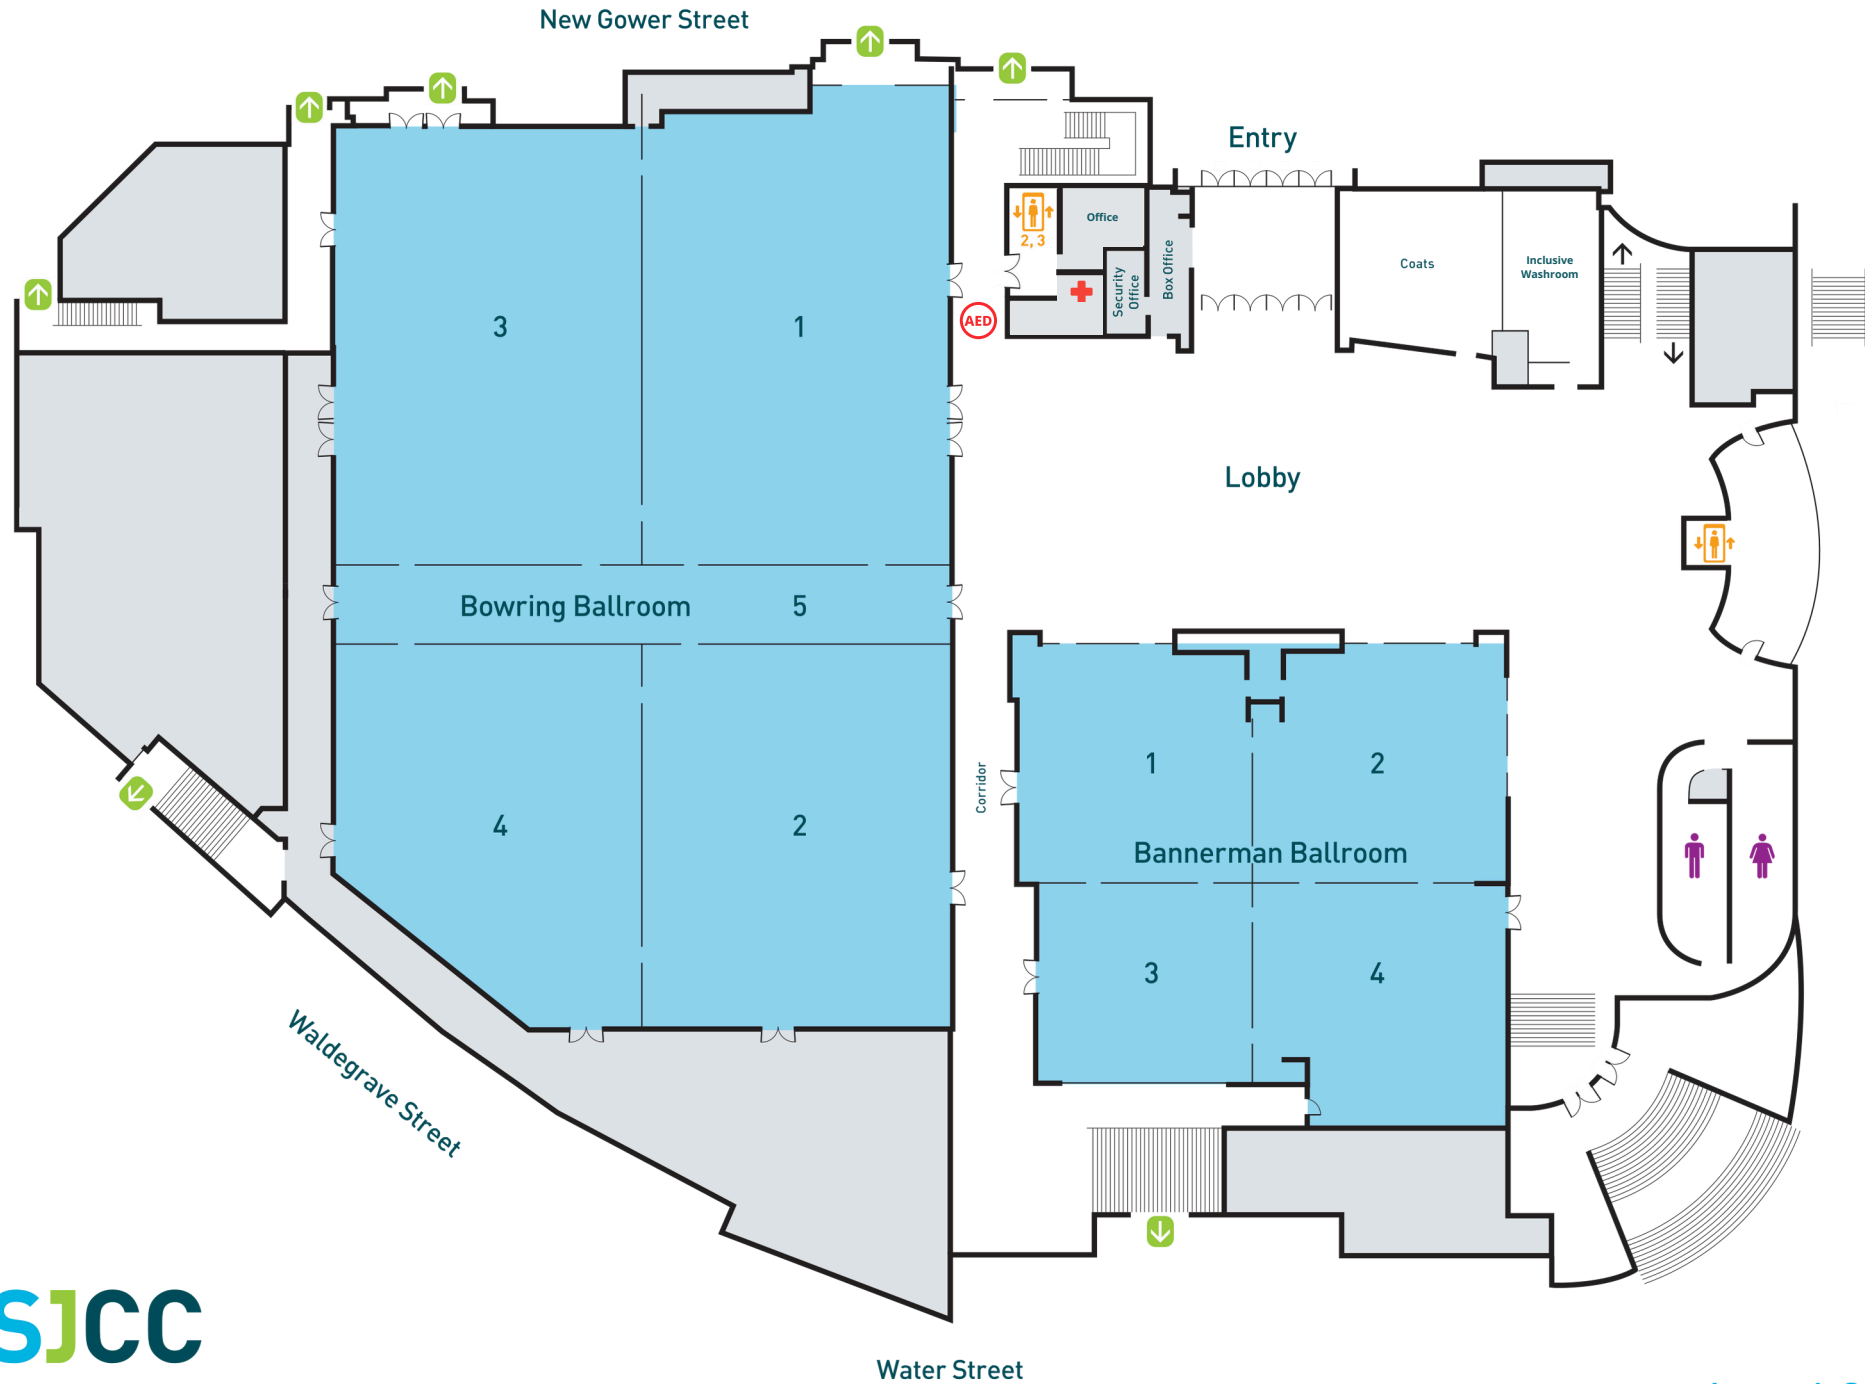 New Gower Street
Entry
2, 3
Office
Security
Office
Box Office
Coats
Inclusive
Washroom
AED
3
1
Lobby
Bowring Ballroom
5
4
2
Corridor
1
2
Bannerman Ballroom
3
4
Waldegrave Street
SJCC
Water Street